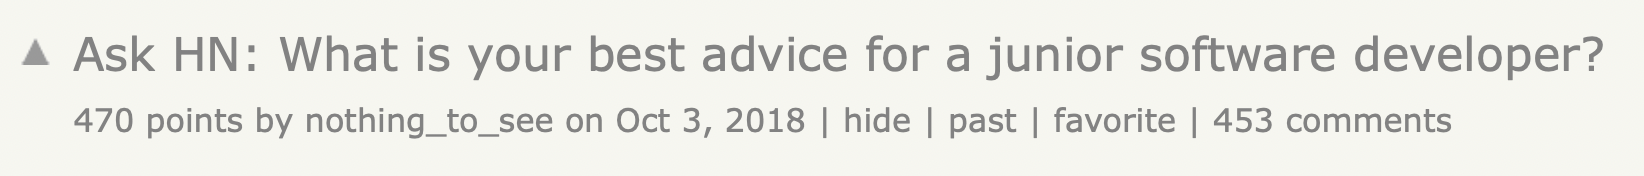 Ask HN: What is your best advice for a junior software developer?
470 points by nothing_to_see on Oct 3, 2018 | hide | past | favorite | 453 comments